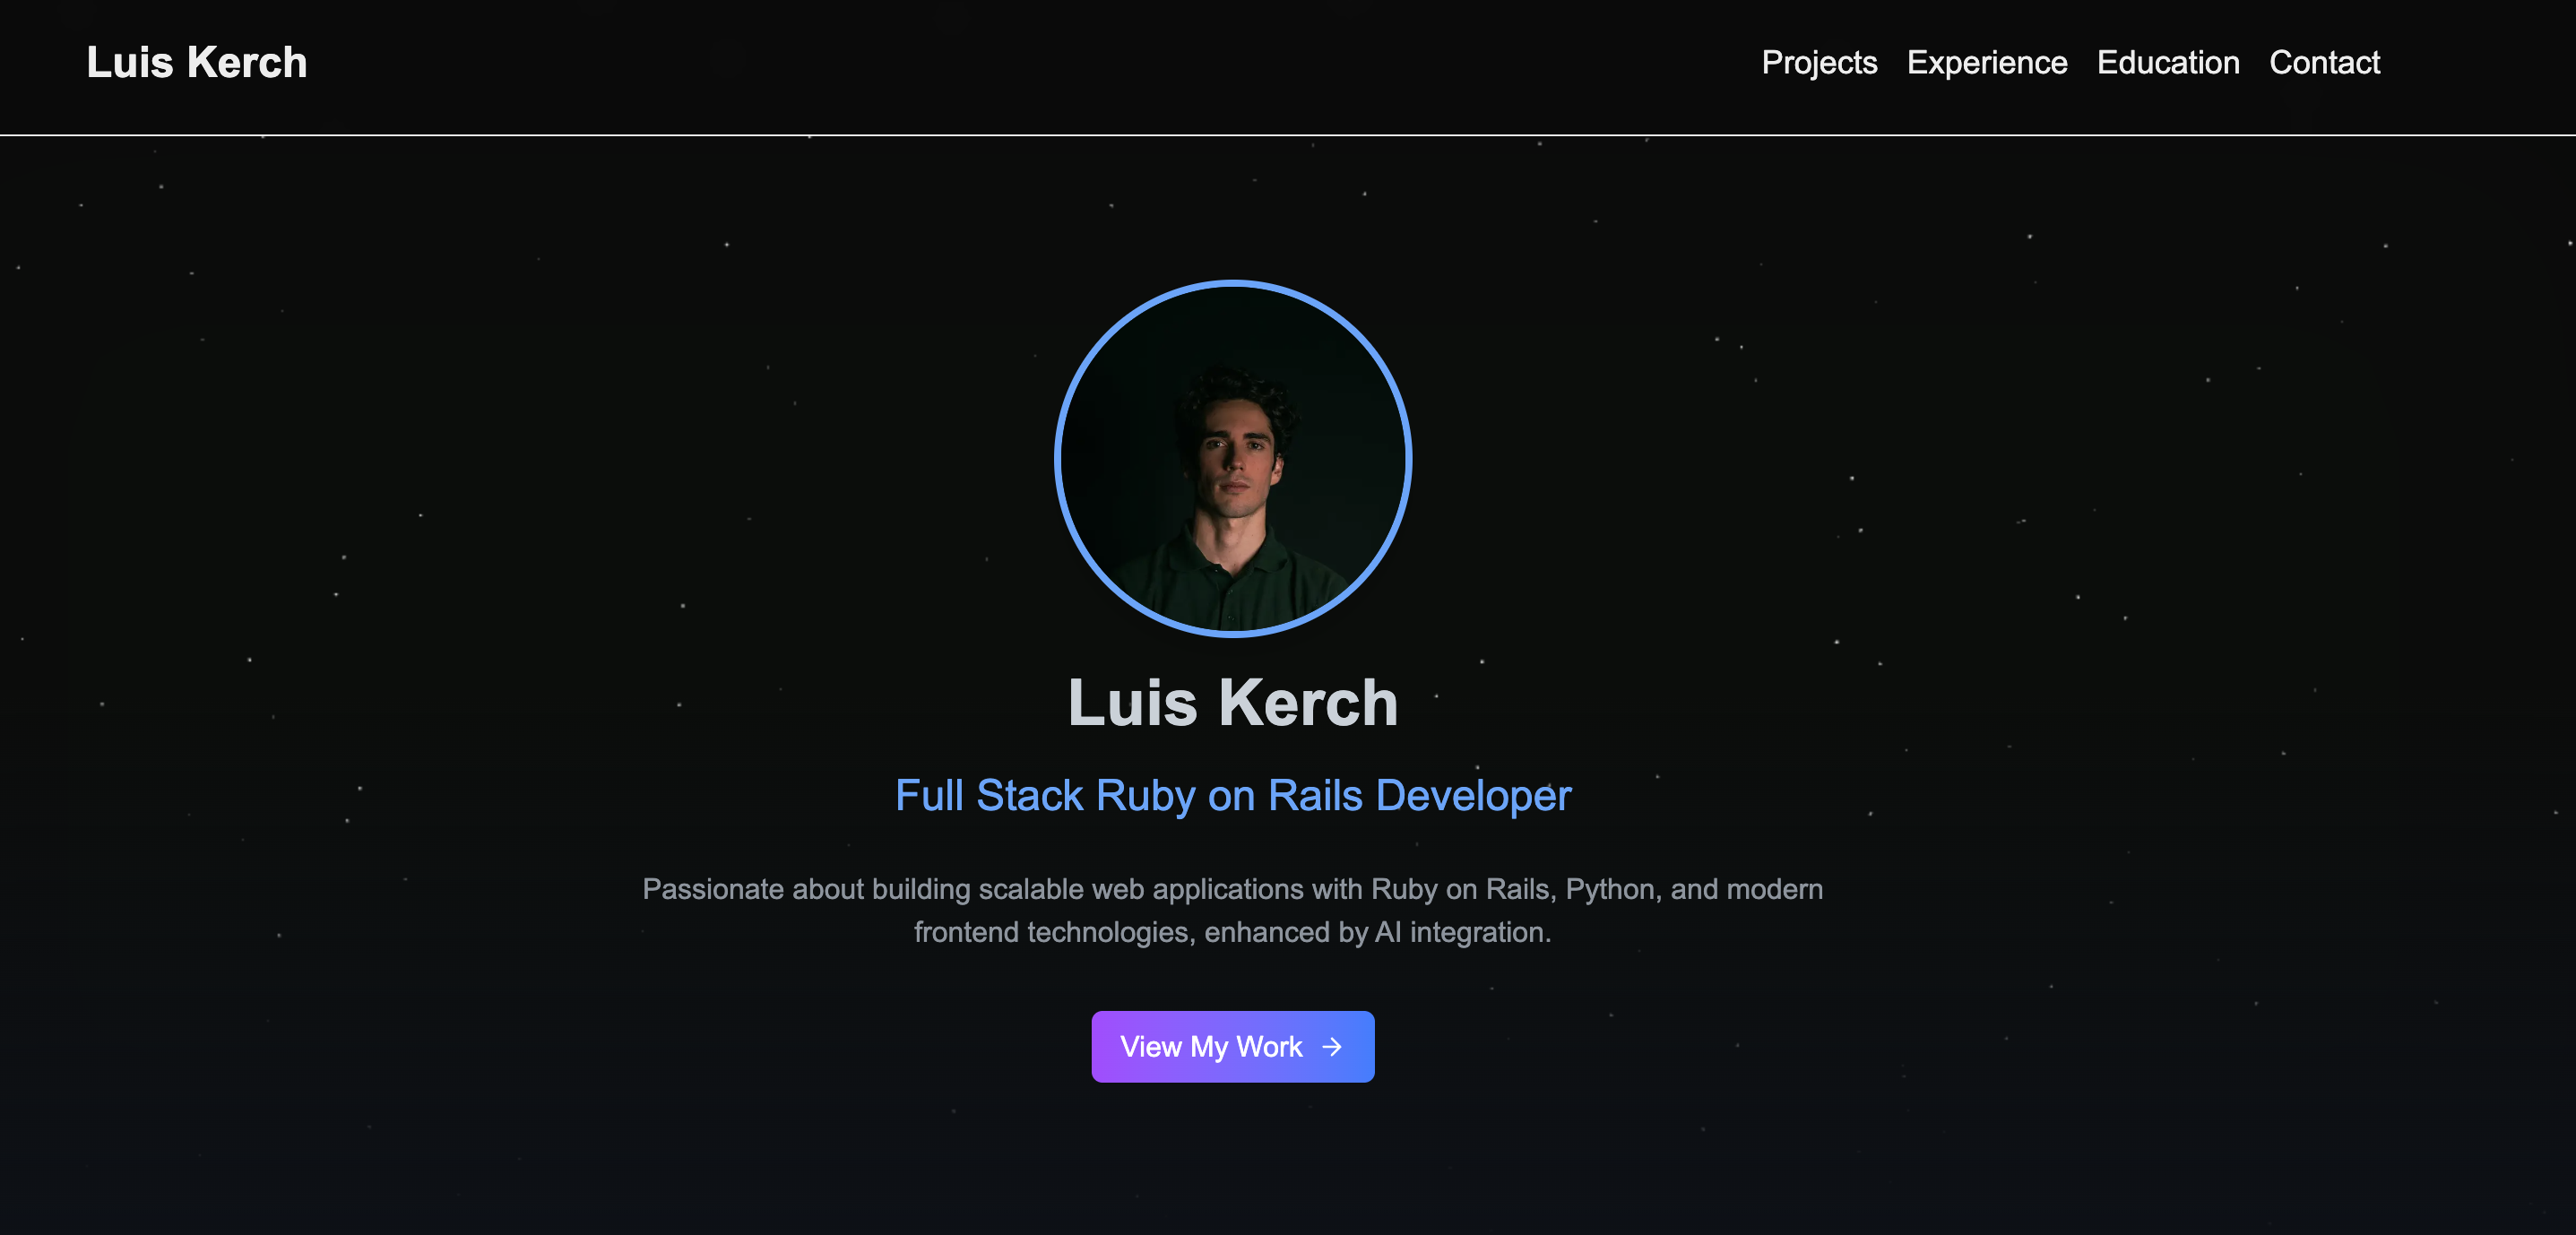 Luis Kerch
Projects Experience Education Contact
Luis Kerch
Full Stack Ruby on Rails Developer
Passionate about building scalable web applications with Ruby on Rails, Python, and modern
frontend technologies, enhanced by AI integration.
View My Work →